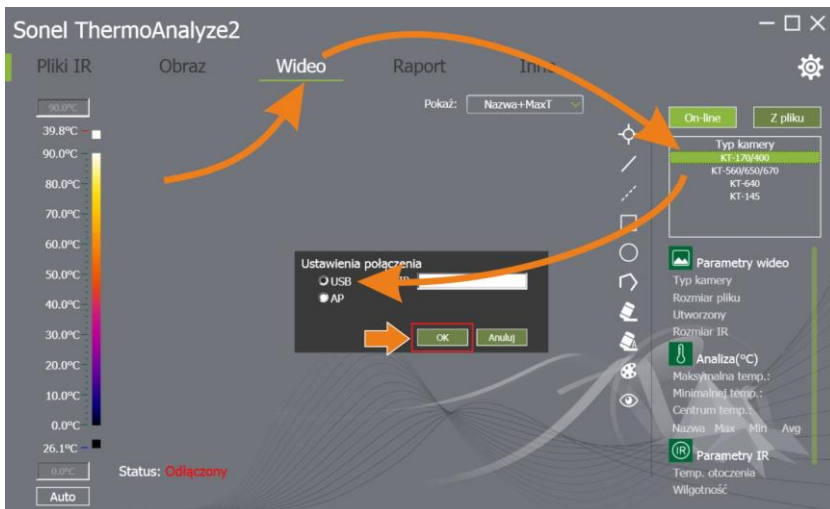 Sonel ThermoAnalyze2
Pliki IR Obraz Wideo Raport Inne
90.0°C
39.8°C
90.0°C
80.0°C
70.0°C
60.0°C
50.0°C
40.0°C
30.0°C
20.0°C
10.0°C
0.0°C
26.1°C
0.0°C
Auto
Status: Odłączony
Pokaż: Nazwa+MaxT
Ustawienia połączenia
USB IP
AP
OK Anuluj
On-line Z pliku
Typ kamery
KT-170/400
KT-560/650/670
KT-640
KT-145
Parametry wideo
Typ kamery
Rozmiar pliku
Utworzony
Rozmiar IR
Analiza(°C)
Maksymalna temp.:
Minimalnej temp.:
Centrum temp.:
Nazwa Max Min Avg
IR Parametry IR
Temp. otoczenia
Wilgotność